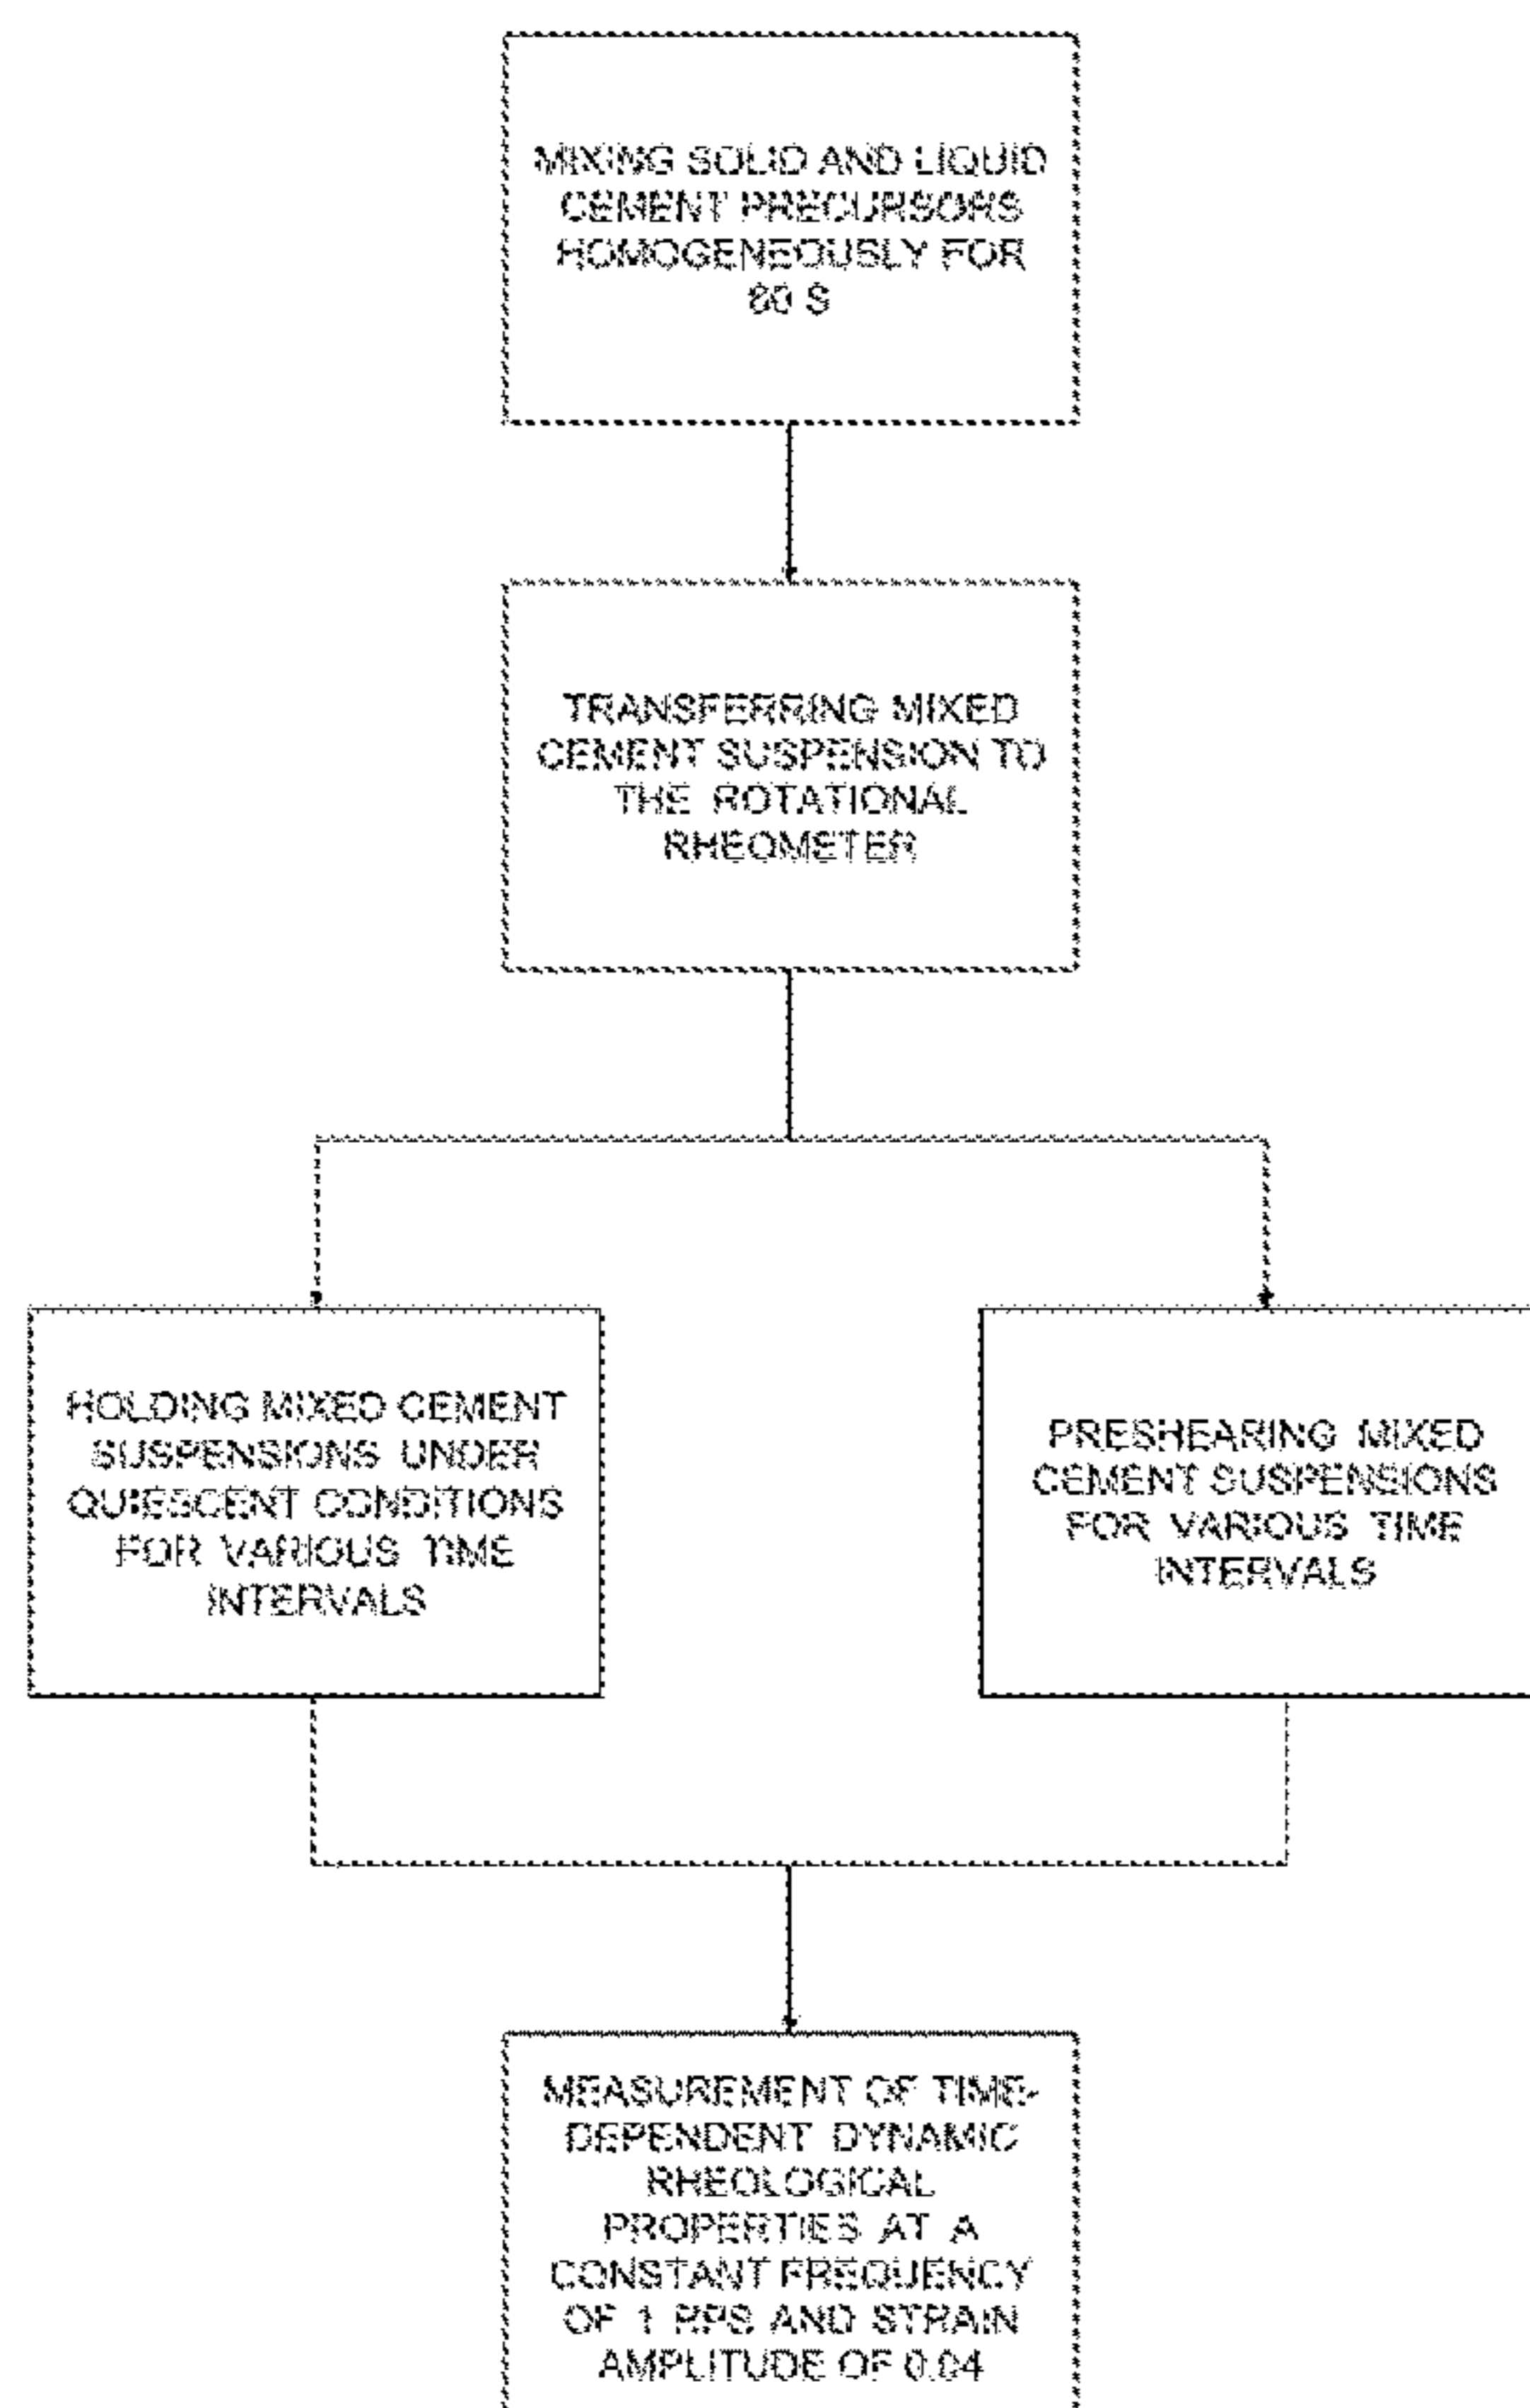 MIXING SOLID AND LIQUID
CEMENT PRECURSORS
HOMOGENEOUSLY FOR
S
TRANSFERRING MIXED
CEMENT SUSPENSION TO
THE ROTATIONAL
RHEOMETER
HOLDING MIXED CEMENT
SUSPENSIONS UNDER
QUIESCENT CONDITIONS
FOR VARIOUS TIME
INTERVALS
PRESHEARING MIXED
CEMENT SUSPENSIONS
FOR VARIOUS TIME
INTERVALS
MEASUREMENT OF TIME-
DEPENDENT DYNAMIC
RHEOLOGICAL
PROPERTIES AT A
CONSTANT FREQUENCY
OF 1 RPS AND STRAIN
AMPLITUDE OF 0.04